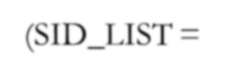 (SID_LIST =